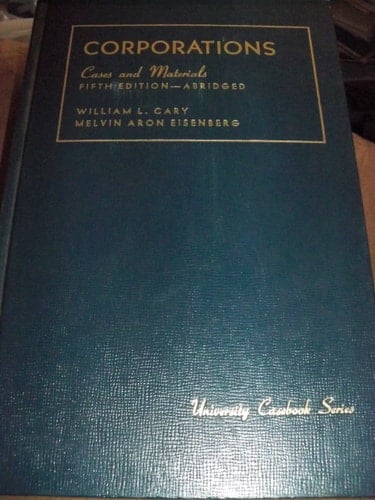 CORPORATIONS
Cases and Materials
FIFTH EDITION—ABRIDGED
WILLIAM L. CARY
MELVIN ARON EISENBERG
University Casebook Series